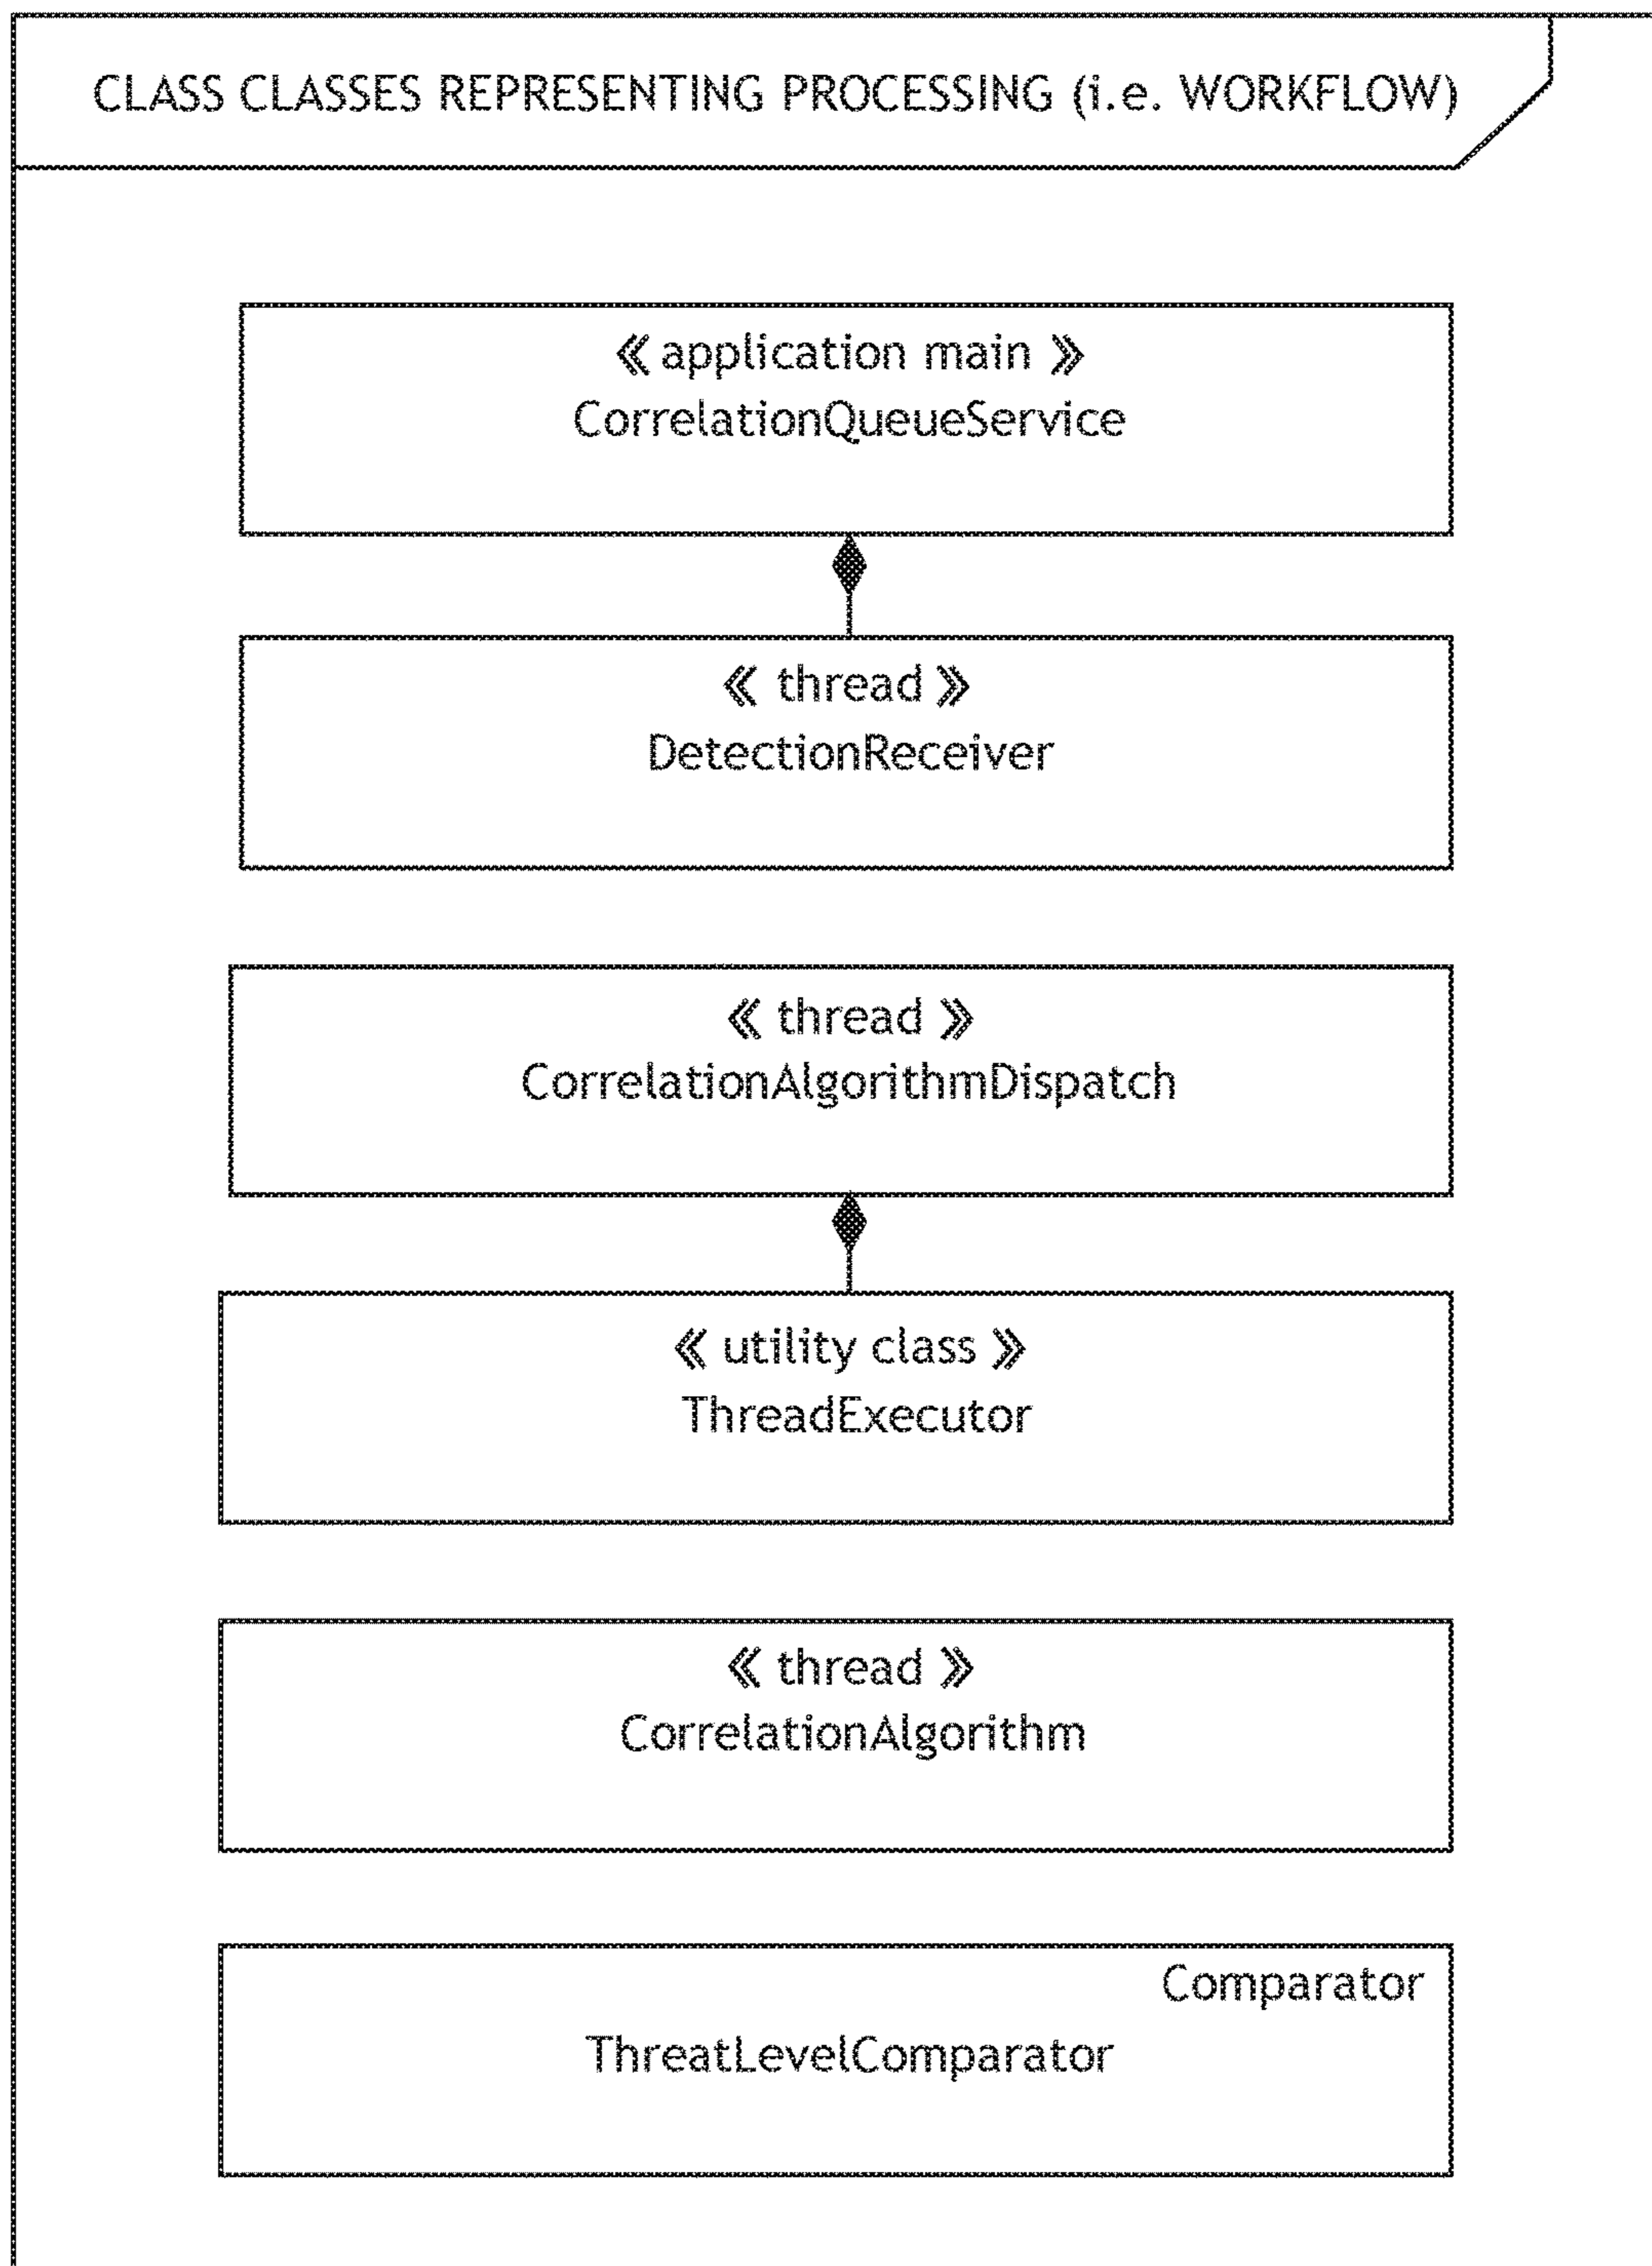 CLASS CLASSES REPRESENTING PROCESSING (i.e. WORKFLOW)
《 application main 》
CorrelationQueueService
《 thread 》
DetectionReceiver
《 thread 》
CorrelationAlgorithmDispatch
《 utility class 》
ThreadExecutor
《 thread 》
CorrelationAlgorithm
Comparator
ThreatLevelComparator